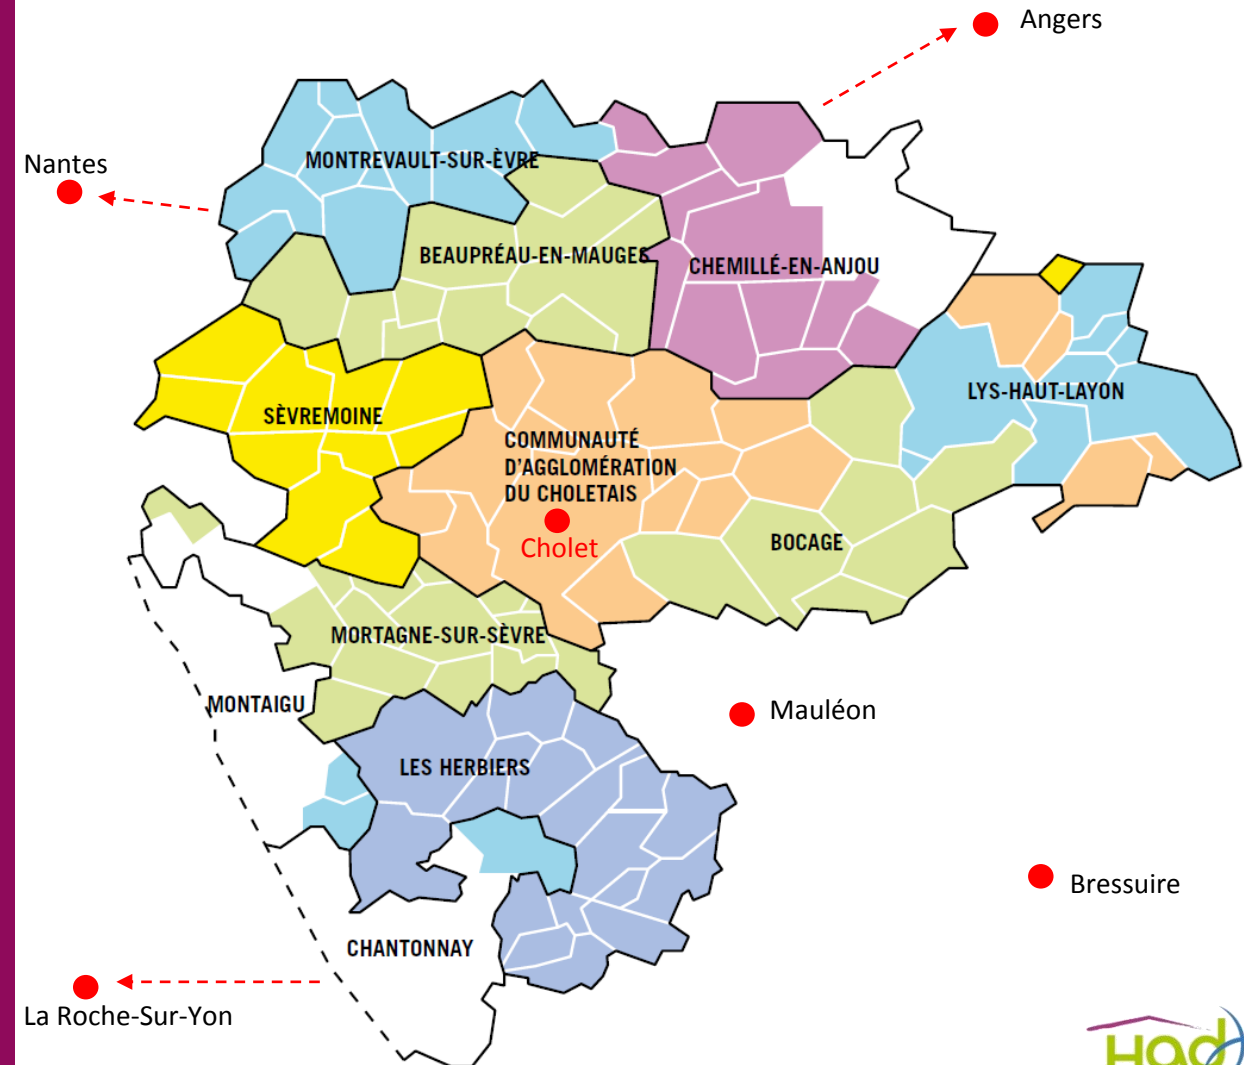 Angers
Nantes
MONTREVAULT-SUR-ÈVRE
BEAUPRÉAU-EN-MAUGES
CHEMILLÉ-EN-ANJOU
LYS-HAUT-LAYON
SÈVREMOINE
COMMUNAUTÉ
D'AGGLOMÉRATION
DU CHOLETAIS
Cholet
BOCAGE
MORTAGNE-SUR-SÈVRE
MONTAIGU
Mauléon
LES HERBIERS
Bressuire
CHANTONNAY
La Roche-Sur-Yon
Had